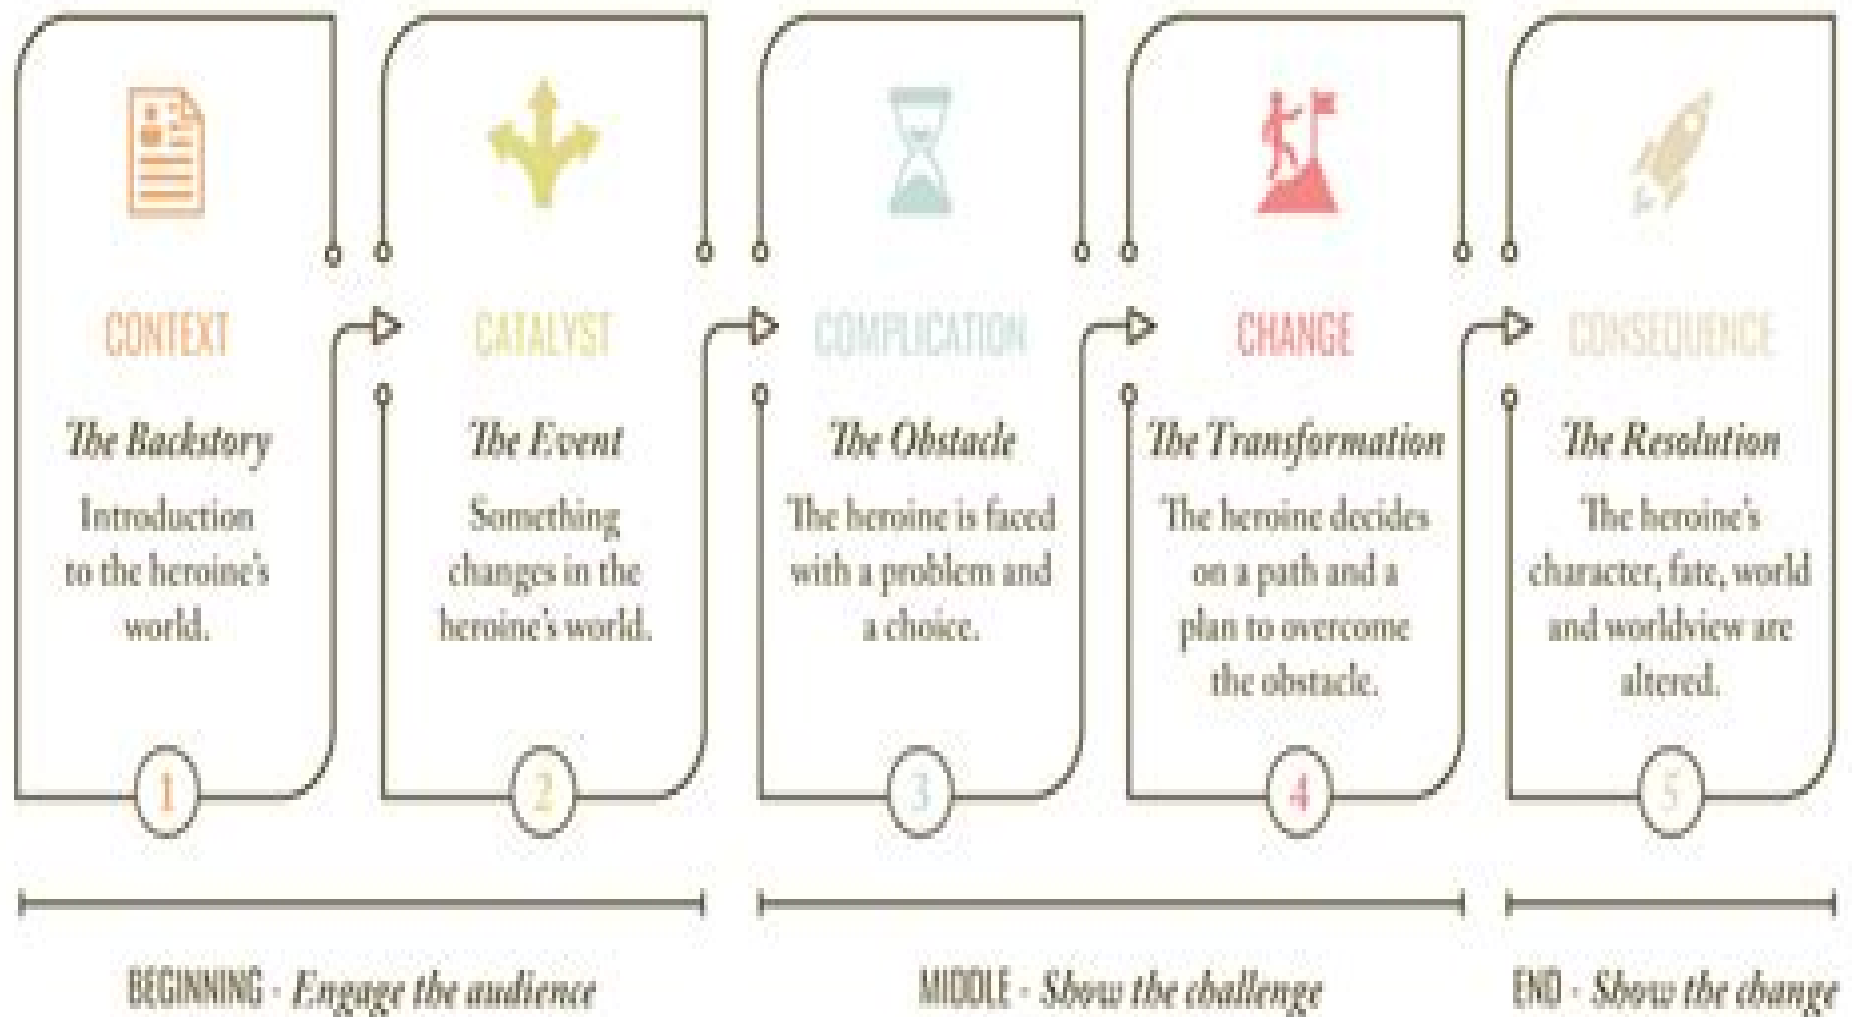 CONTEXT
The Backstory
Introduction
to the heroine's
world.
1
CATALYST
The Event
Something
changes in the
heroine's world.
2
COMPLICATION
The Obstacle
The heroine is faced
with a problem and
a choice.
3
CHANGE
The Transformation
The heroine decides
on a path and a
plan to overcome
the obstacle.
4
CONSEQUENCE
The Resolution
The heroine's
character, fate, world
and worldview are
altered.
5
BEGINNING - Engage the audience
MIDDLE - Show the challenge
END - Show the change